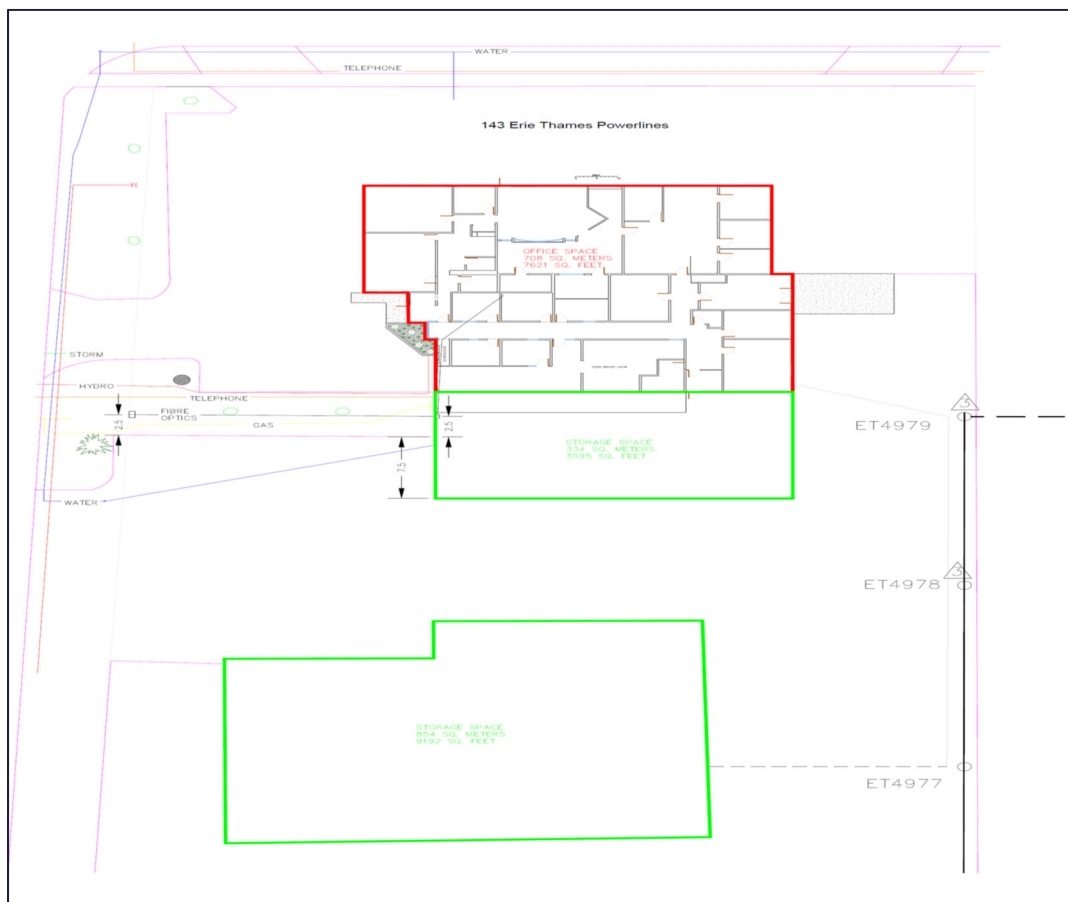 WATER
TELEPHONE
143 Erie Thames Powerlines
OFFICE SPACE
708 SQ. METERS
7621 SQ. FEET
STORM
HYDRO
TELEPHONE
FIBRE
OPTICS
GAS
2.5
2.5
7.5
WATER
STORAGE SPACE
334 SQ. METERS
3595 SQ. FEET
3
ET4979
3
ET4978
STORAGE SPACE
854 SQ. METERS
9192 SQ. FEET
ET4977